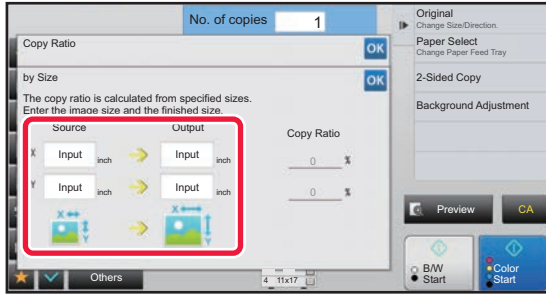 No. of copies 1
Original
Change Size/Direction.
Paper Select
Change Paper Feed Tray
2-Sided Copy
Background Adjustment
Copy Ratio OK
by Size OK
The copy ratio is calculated from specified sizes.
Enter the image size and the finished size.
Source Output
Copy Ratio
X Input inch Input inch 0 %
Y Input inch Input inch 0 %
X Y X Y
Preview CA
B/W Start
Color Start
Others
4 11x17